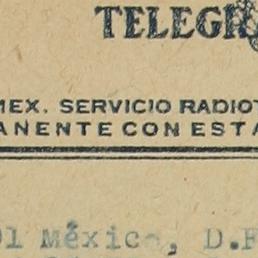 TELEGR
MEX. SERVICIO RADIOT
ANENTE CON ESTA
01 México, D.F